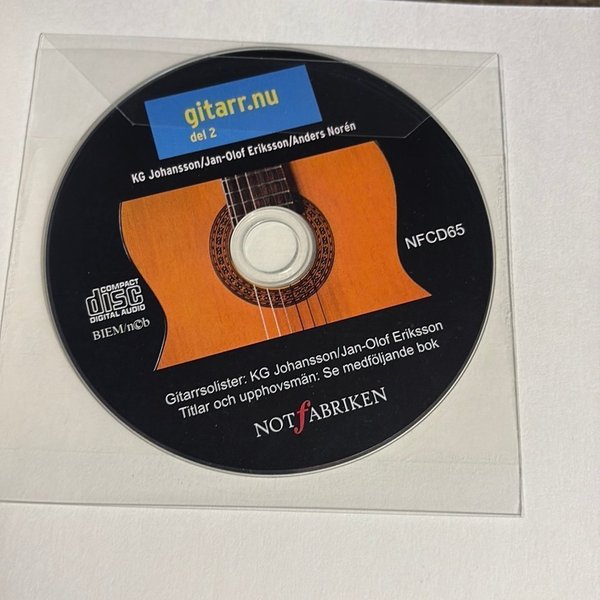 gitarr.nu
del 2
KG Johansson/Jan-Olof Eriksson/Anders Norén
NFCD65
COMPACT
disc
DIGITAL AUDIO
BIEM/n©b
Gitarrsolister: KG Johansson/Jan-Olof Eriksson
Titlar och upphovsmän: Se medföljande bok
NOTfABRIKEN